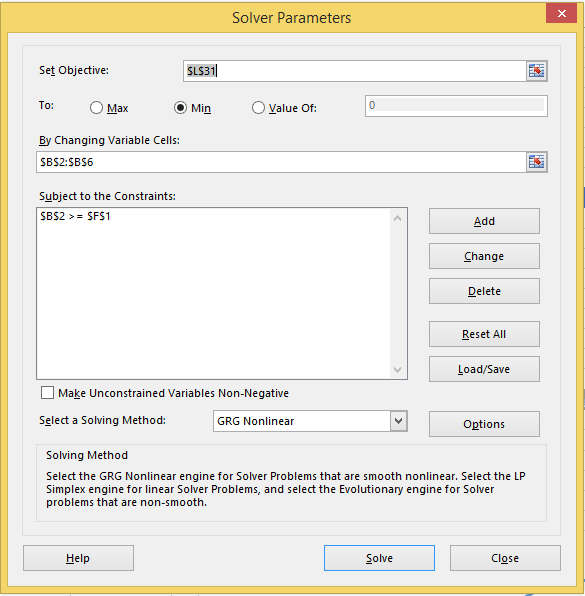 Solver Parameters
Set Objective: $L$31
To: Max Min Value Of: 0
By Changing Variable Cells:
$B$2:$B$6
Subject to the Constraints:
$B$2 >= $F$1
Add
Change
Delete
Reset All
Load/Save
Make Unconstrained Variables Non-Negative
Select a Solving Method: GRG Nonlinear Options
Solving Method
Select the GRG Nonlinear engine for Solver Problems that are smooth nonlinear. Select the LP
Simplex engine for linear Solver Problems, and select the Evolutionary engine for Solver
problems that are non-smooth.
Help Solve Close